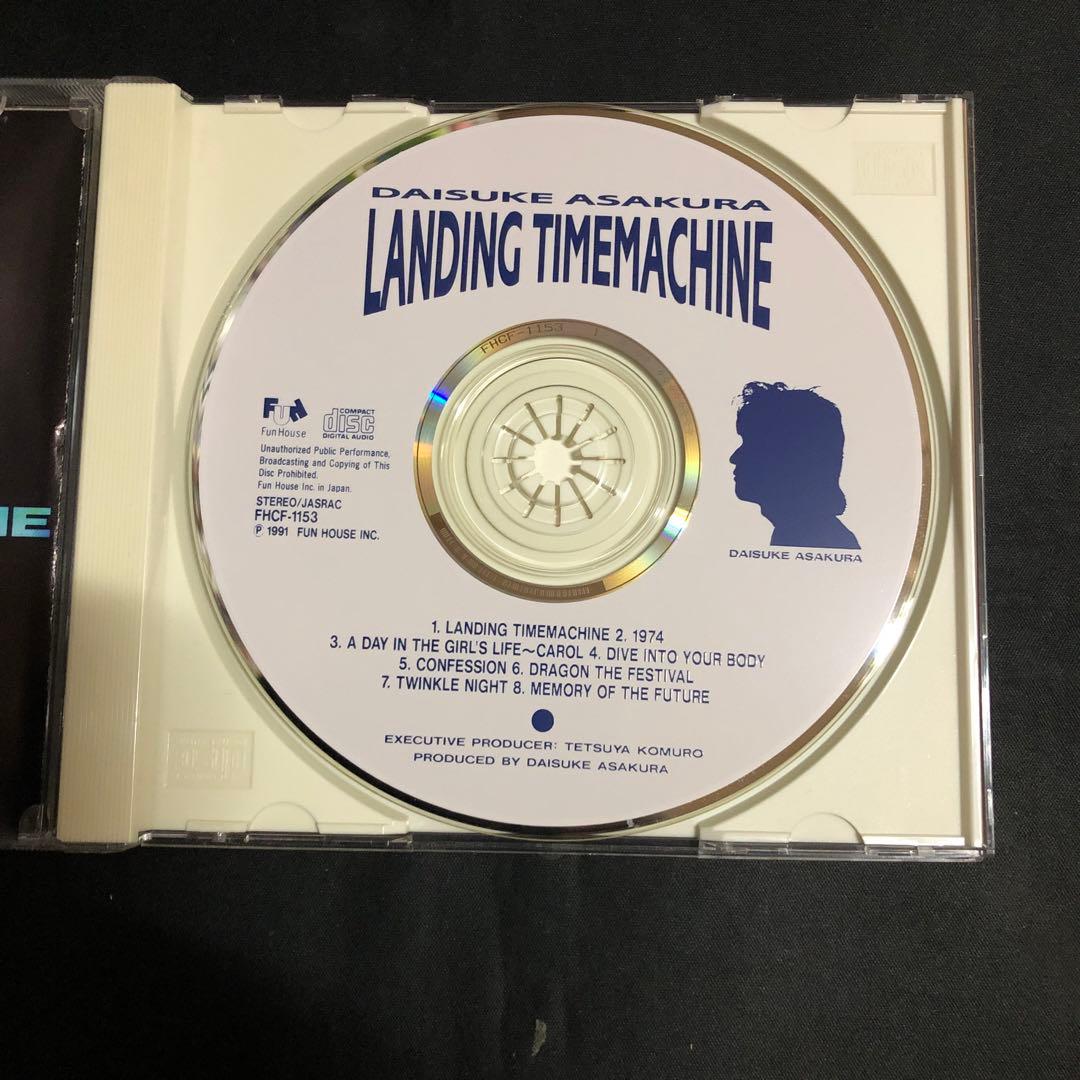 DAISUKE ASAKURA
LANDING TIMEMACHINE
FHCF-1153 1
FUN
Fun House
COMPACT
disc
DIGITAL AUDIO
Unauthorized Public Performance,
Broadcasting and Copying of This
Disc Prohibited.
Fun House Inc. in Japan.
STEREO/JASRAC
FHCF-1153
Ⓟ 1991 FUN HOUSE INC.
IE
DAISUKE ASAKURA
1. LANDING TIMEMACHINE 2. 1974
3. A DAY IN THE GIRL'S LIFE~CAROL 4. DIVE INTO YOUR BODY
5. CONFESSION 6. DRAGON THE FESTIVAL
7. TWINKLE NIGHT 8. MEMORY OF THE FUTURE
EXECUTIVE PRODUCER: TETSUYA KOMURO
PRODUCED BY DAISUKE ASAKURA